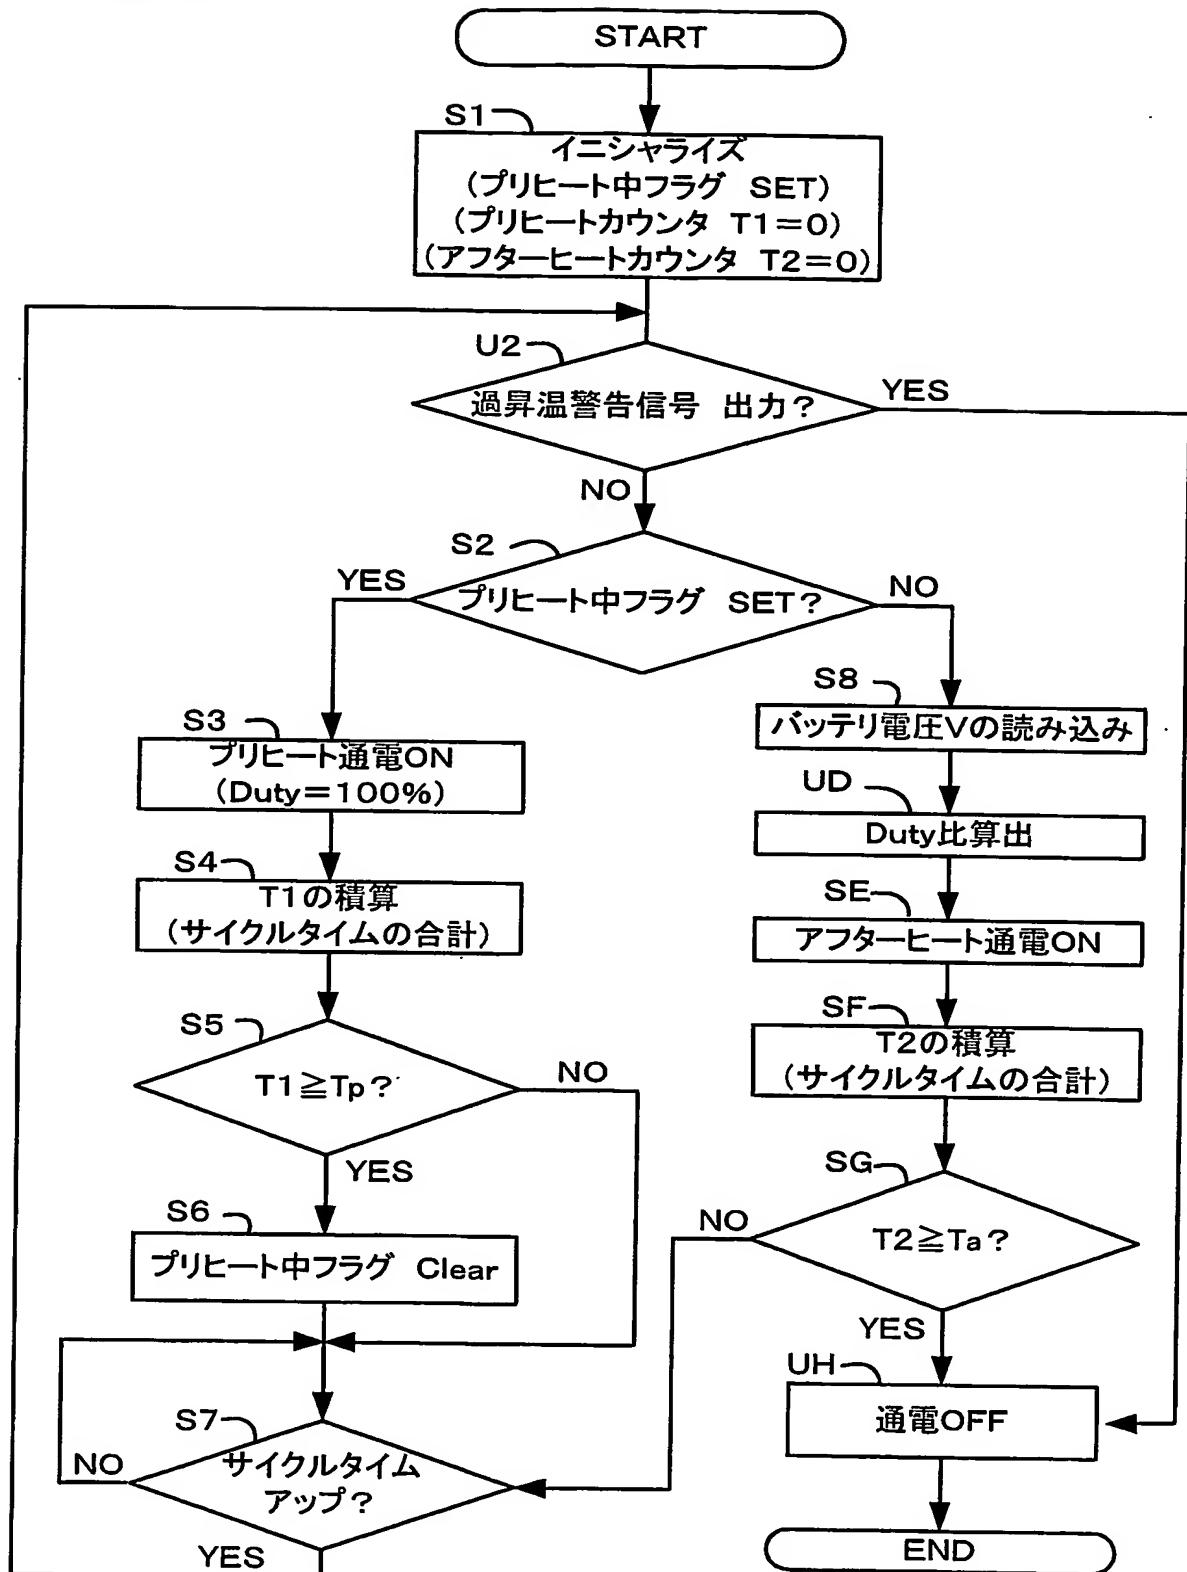 START
S1
イニシャライズ
(プリヒート中フラグ SET)
(プリヒートカウンタ T1=0)
(アフターヒートカウンタ T2=0)
U2
過昇温警告信号 出力?
YES
NO
S2
プリヒート中フラグ SET?
YES
NO
S3
プリヒート通電ON
(Duty=100%)
S4
T1の積算
(サイクルタイムの合計)
S5
T1≧Tp?
NO
YES
S6
プリヒート中フラグ Clear
S7
サイクルタイム
アップ?
NO
YES
S8
バッテリ電圧Vの読み込み
UD
Duty比算出
SE
アフターヒート通電ON
SF
T2の積算
(サイクルタイムの合計)
SG
T2≧Ta?
NO
YES
UH
通電OFF
END